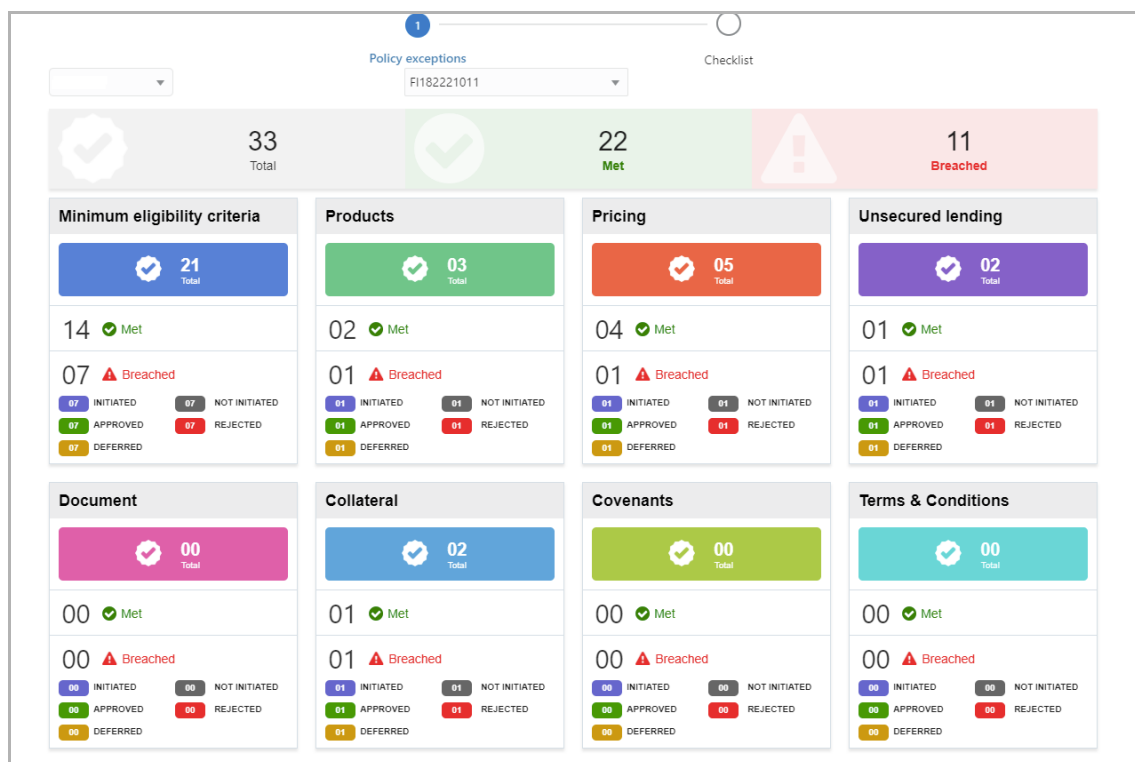 1
Policy exceptions
Checklist
FI182221011
33
Total
22
Met
11
Breached
Minimum eligibility criteria
21
Total
14 Met
07 Breached
07 INITIATED 07 NOT INITIATED
07 APPROVED 07 REJECTED
07 DEFERRED
Products
03
Total
02 Met
01 Breached
01 INITIATED 01 NOT INITIATED
01 APPROVED 01 REJECTED
01 DEFERRED
Pricing
05
Total
04 Met
01 Breached
01 INITIATED 01 NOT INITIATED
01 APPROVED 01 REJECTED
01 DEFERRED
Unsecured lending
02
Total
01 Met
01 Breached
01 INITIATED 01 NOT INITIATED
01 APPROVED 01 REJECTED
01 DEFERRED
Document
00
Total
00 Met
00 Breached
00 INITIATED 00 NOT INITIATED
00 APPROVED 00 REJECTED
00 DEFERRED
Collateral
02
Total
01 Met
01 Breached
01 INITIATED 01 NOT INITIATED
01 APPROVED 01 REJECTED
01 DEFERRED
Covenants
00
Total
00 Met
00 Breached
00 INITIATED 00 NOT INITIATED
00 APPROVED 00 REJECTED
00 DEFERRED
Terms & Conditions
00
Total
00 Met
00 Breached
00 INITIATED 00 NOT INITIATED
00 APPROVED 00 REJECTED
00 DEFERRED